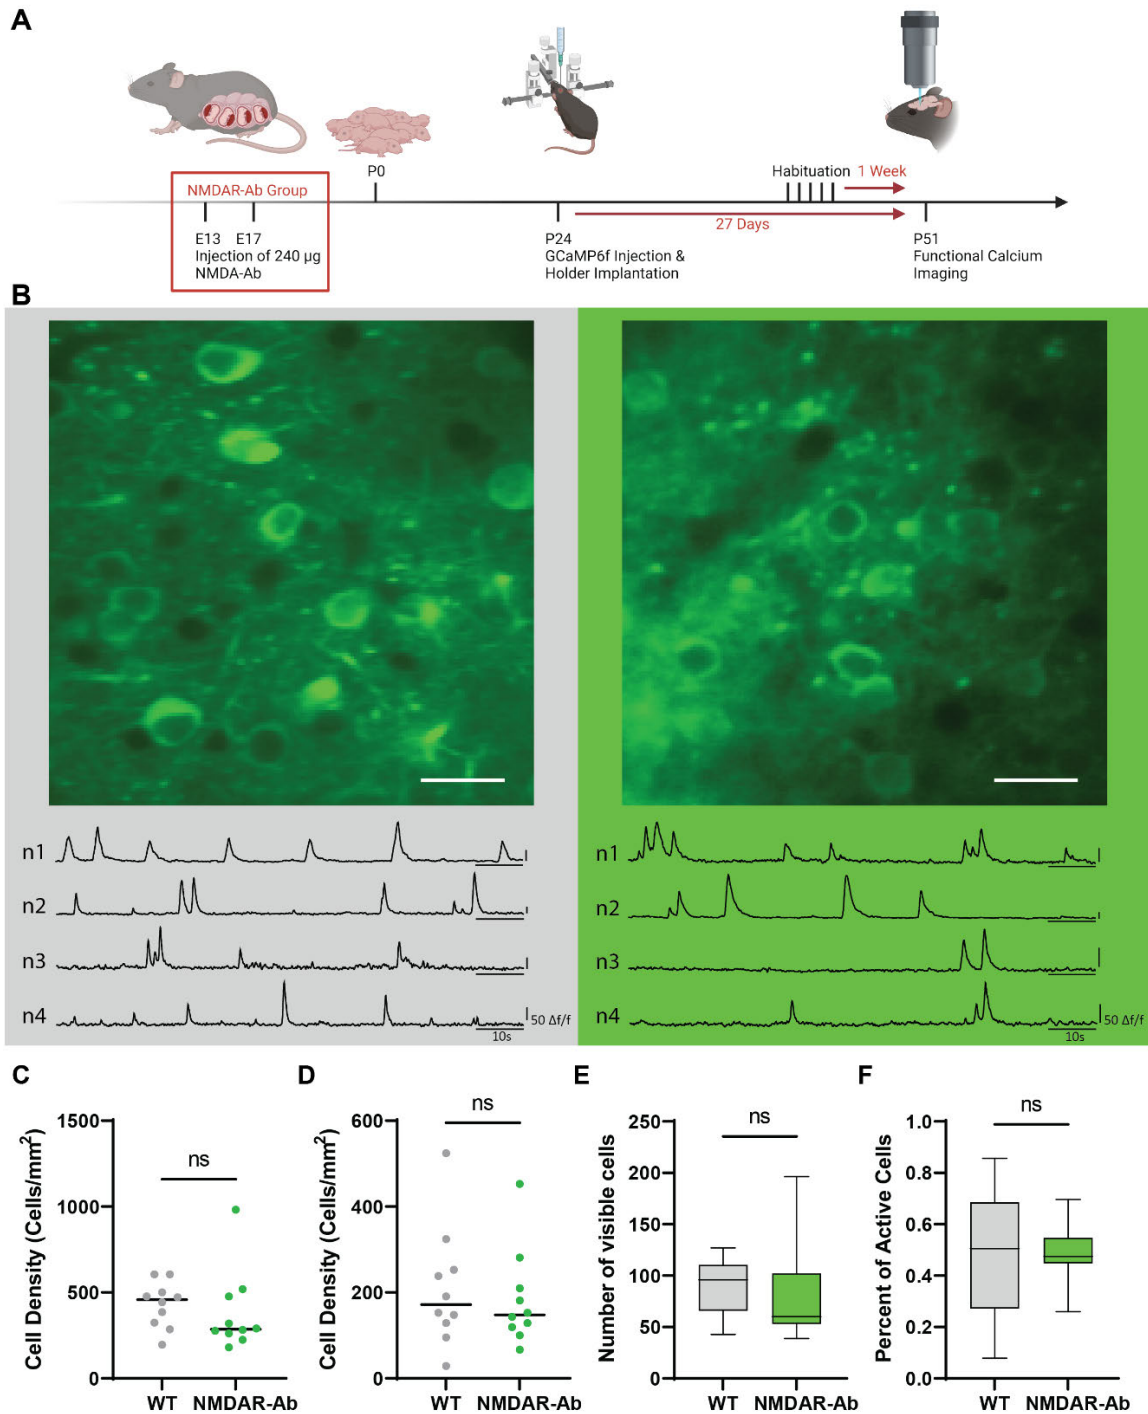 A
NMDAR-Ab Group
P0
Habituation 1 Week
27 Days
E13 E17
Injection of 240 µg
NMDA-Ab
P24
GCaMP6f Injection &
Holder Implantation
P51
Functional Calcium
Imaging
B
n1
n2
n3
n4
50 Δf/f
10s
n1
n2
n3
n4
50 Δf/f
10s
C
Cell Density (Cells/mm²)
1500
1000
500
0
ns
WT NMDAR-Ab
D
Cell Density (Cells/mm²)
600
400
200
0
ns
WT NMDAR-Ab
E
Number of visible cells
250
200
150
100
50
0
ns
WT NMDAR-Ab
F
Percent of Active Cells
1.0
0.8
0.6
0.4
0.2
0.0
ns
WT NMDAR-Ab